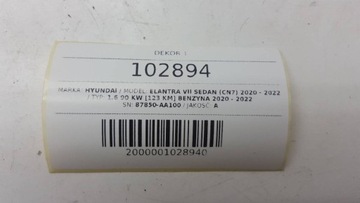 DEKOR 1
102894
MARKA: HYUNDAI / MODEL: ELANTRA VII SEDAN (CN7) 2020 - 2022
/ TYP: 1.6 90 KW [123 KM] BENZYNA 2020 - 2022
SN: 87850-AA100 / JAKOŚĆ: A
2000001028940